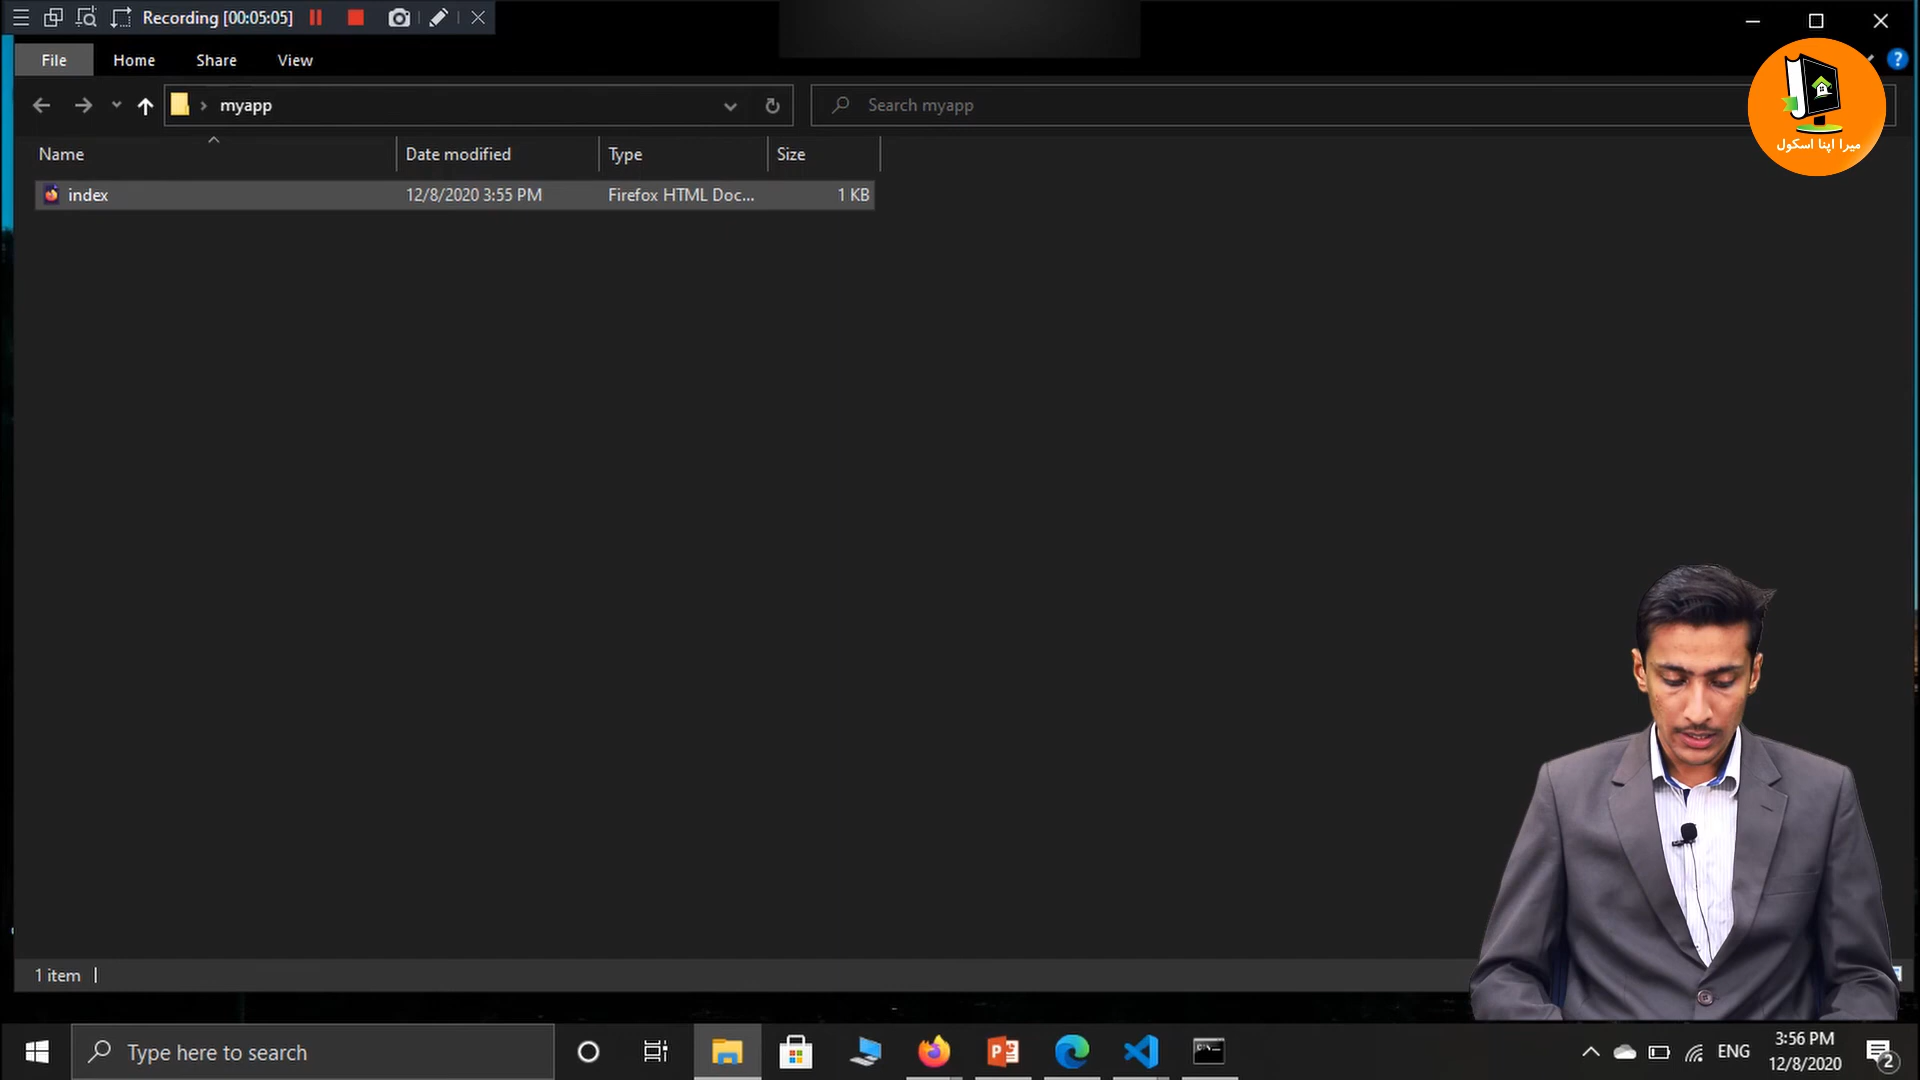 Recording [00:05:05]
File Home Share View
myapp
Search myapp
میرا اپنا اسکول
Name Date modified Type Size
index 12/8/2020 3:55 PM Firefox HTML Doc... 1 KB
1 item
Type here to search
ENG
3:56 PM
12/8/2020
2